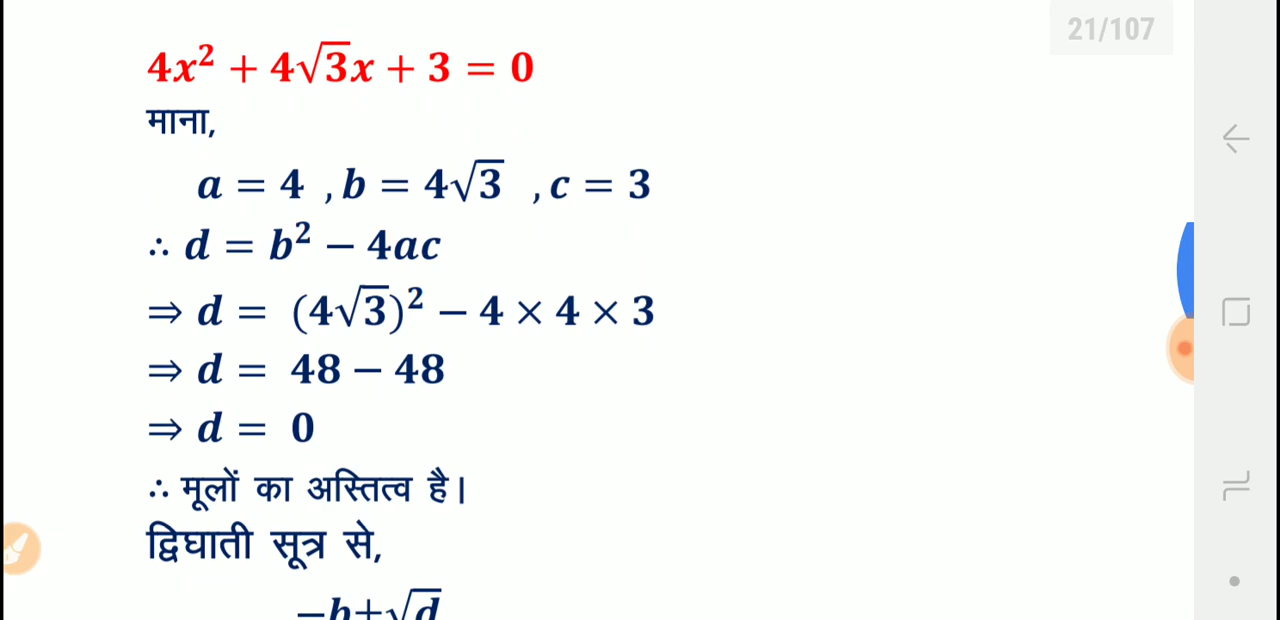 21/107
4x² + 4√3x + 3 = 0
माना,
a = 4 , b = 4√3 , c = 3
∴ d = b² − 4ac
⇒ d = (4√3)² − 4 × 4 × 3
⇒ d = 48 − 48
⇒ d = 0
∴ मूलों का अस्तित्व है।
द्विघाती सूत्र से,